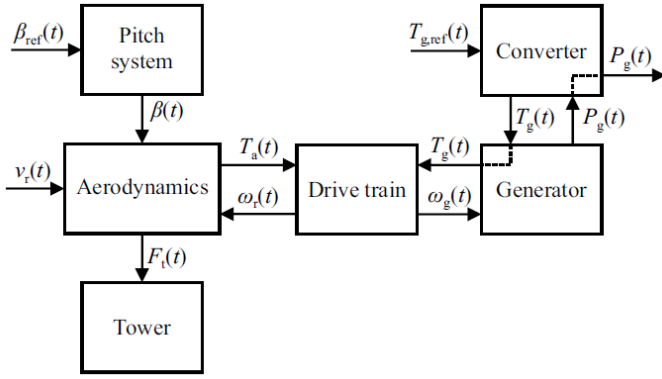 β_ref(t)
Pitch
system
T_g,ref(t)
Converter
P_g(t)
β(t)
T_g(t)
P_g(t)
v_r(t)
Aerodynamics
T_a(t)
ω_r(t)
Drive train
T_g(t)
ω_g(t)
Generator
F_t(t)
Tower